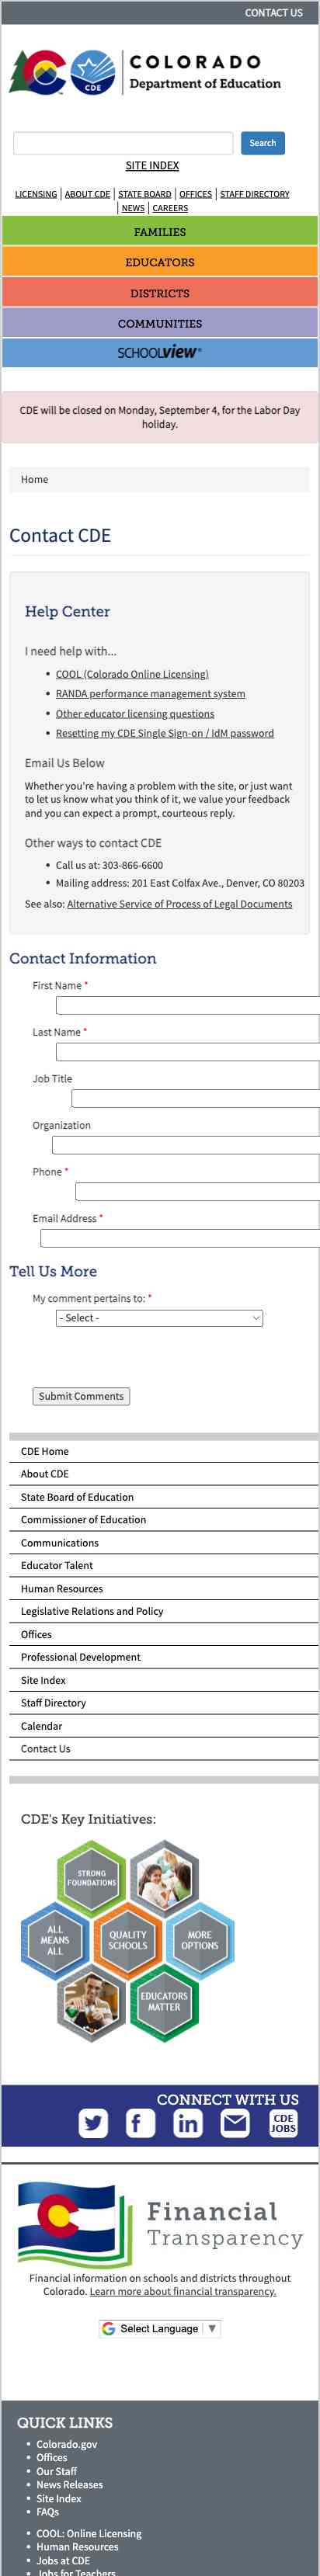 CONTACT US
COLORADO
Department of Education
CDE
Search
SITE INDEX
LICENSING | ABOUT CDE | STATE BOARD | OFFICES | STAFF DIRECTORY
| NEWS | CAREERS
FAMILIES
EDUCATORS
DISTRICTS
COMMUNITIES
SCHOOLVIEW®
CDE will be closed on Monday, September 4, for the Labor Day
holiday.
Home
Contact CDE
Help Center
I need help with...
• COOL (Colorado Online Licensing)
• RANDA performance management system
• Other educator licensing questions
• Resetting my CDE Single Sign-on / IdM password
Email Us Below
Whether you're having a problem with the site, or just want
to let us know what you think of it, we value your feedback
and you can expect a prompt, courteous reply.
Other ways to contact CDE
• Call us at: 303-866-6600
• Mailing address: 201 East Colfax Ave., Denver, CO 80203
See also: Alternative Service of Process of Legal Documents
Contact Information
First Name *
Last Name *
Job Title
Organization
Phone *
Email Address *
Tell Us More
My comment pertains to: *
- Select -
Submit Comments
CDE Home
About CDE
State Board of Education
Commissioner of Education
Communications
Educator Talent
Human Resources
Legislative Relations and Policy
Offices
Professional Development
Site Index
Staff Directory
Calendar
Contact Us
CDE's Key Initiatives:
STRONG
FOUNDATIONS
ALL
MEANS
ALL
QUALITY
SCHOOLS
MORE
OPTIONS
EDUCATORS
MATTER
CONNECT WITH US
CDE
JOBS
Financial
Transparency
Financial information on schools and districts throughout
Colorado. Learn more about financial transparency.
Select Language | ▼
QUICK LINKS
• Colorado.gov
• Offices
• Our Staff
• News Releases
• Site Index
• FAQs
• COOL: Online Licensing
• Human Resources
• Jobs at CDE
• Jobs for Teachers